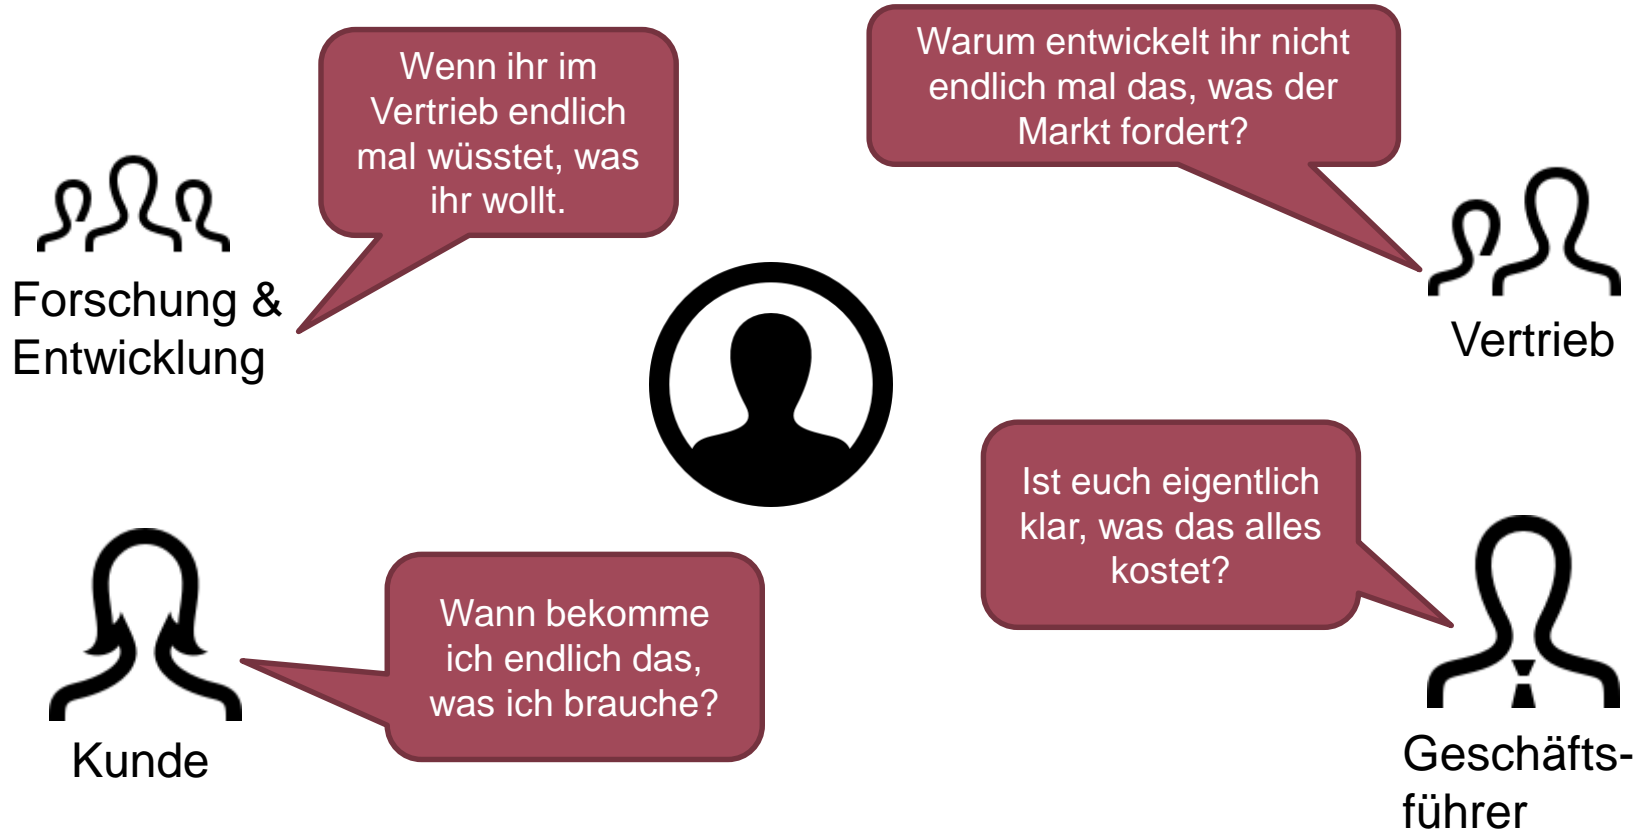 Wenn ihr im
Vertrieb endlich
mal wüsstet, was
ihr wollt.
Forschung &
Entwicklung
Warum entwickelt ihr nicht
endlich mal das, was der
Markt fordert?
Vertrieb
Wann bekomme
ich endlich das,
was ich brauche?
Kunde
Ist euch eigentlich
klar, was das alles
kostet?
Geschäfts-
führer